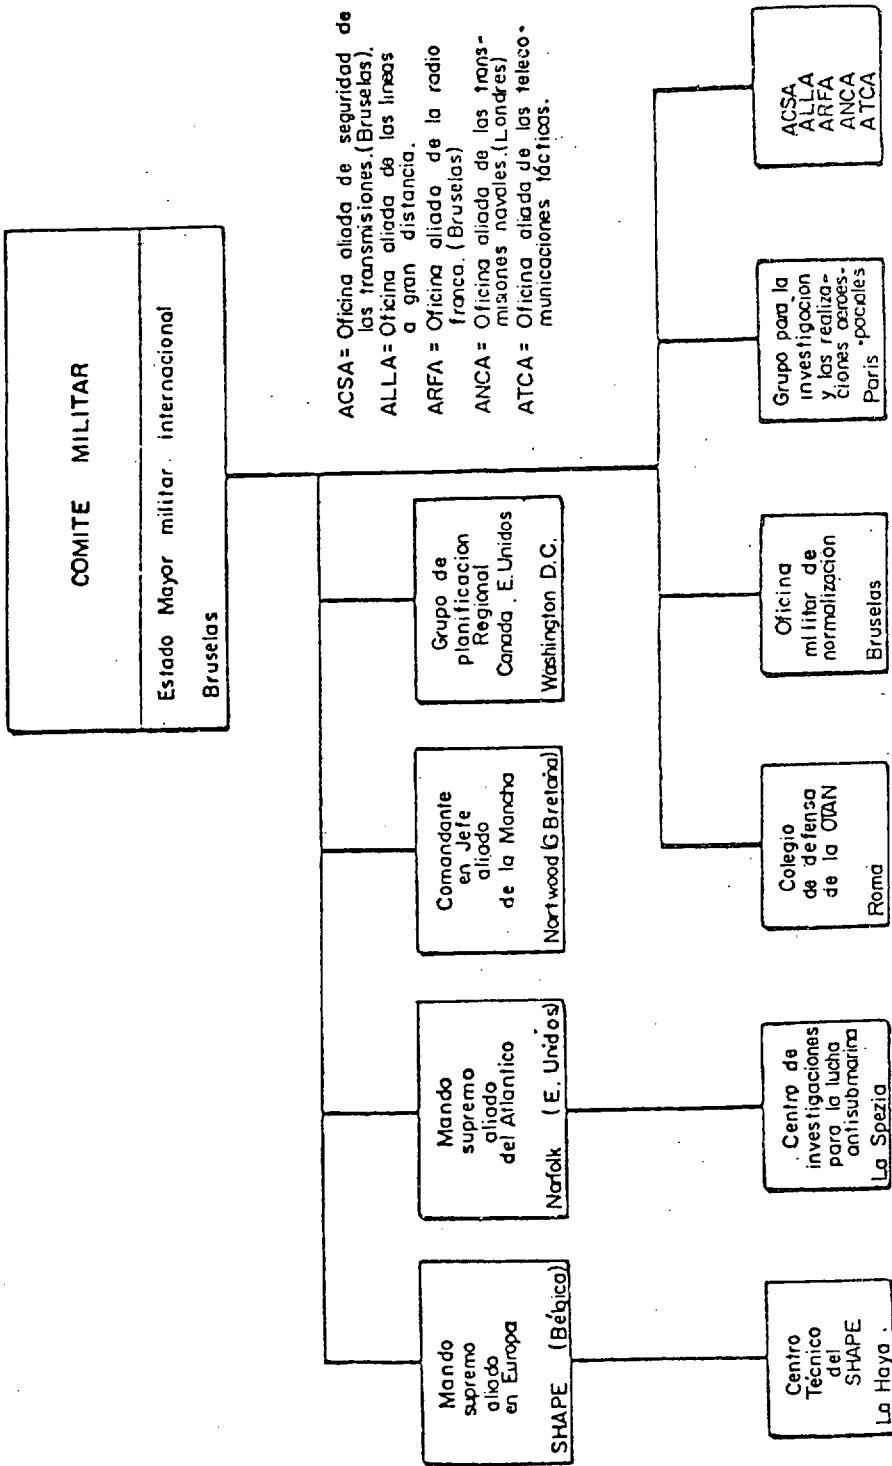 COMITE MILITAR
Estado Mayor militar internacional
Bruselas
ACSA = Oficina aliada de seguridad de
las transmisiones.(Bruselas).
ALLA = Oficina aliada de las lineas
a gran distancia.
ARFA = Oficina aliado de la radio
franca. (Bruselas)
ANCA = Oficina aliada de las trans-
misiones navales.(Londres)
ATCA = Oficina aliada de las teleco-
municaciones tácticas.
Mando
supremo
aliado
en Europa
SHAPE (Bélgica)
Mando
supremo
aliado
del Atlantico
Norfolk (E. Unidos)
Comandante
en Jefe
aliado
de la Mancha
Nortwood (G Bretaña)
Grupo de
planificacion
Regional
Canada . E. Unidos
Washington D.C.
Centro
Técnico
del
SHAPE
La Haya .
Centro de
investigaciones
para la lucha
antisubmarina
La Spezia
Colegio
de defensa
de la OTAN
Roma
Oficina
militar de
normalización
Bruselas
Grupo para la
investigación
y las realiza-
ciones aeroes-
-paciales
Paris
ACSA
ALLA
ARFA
ANCA
ATCA